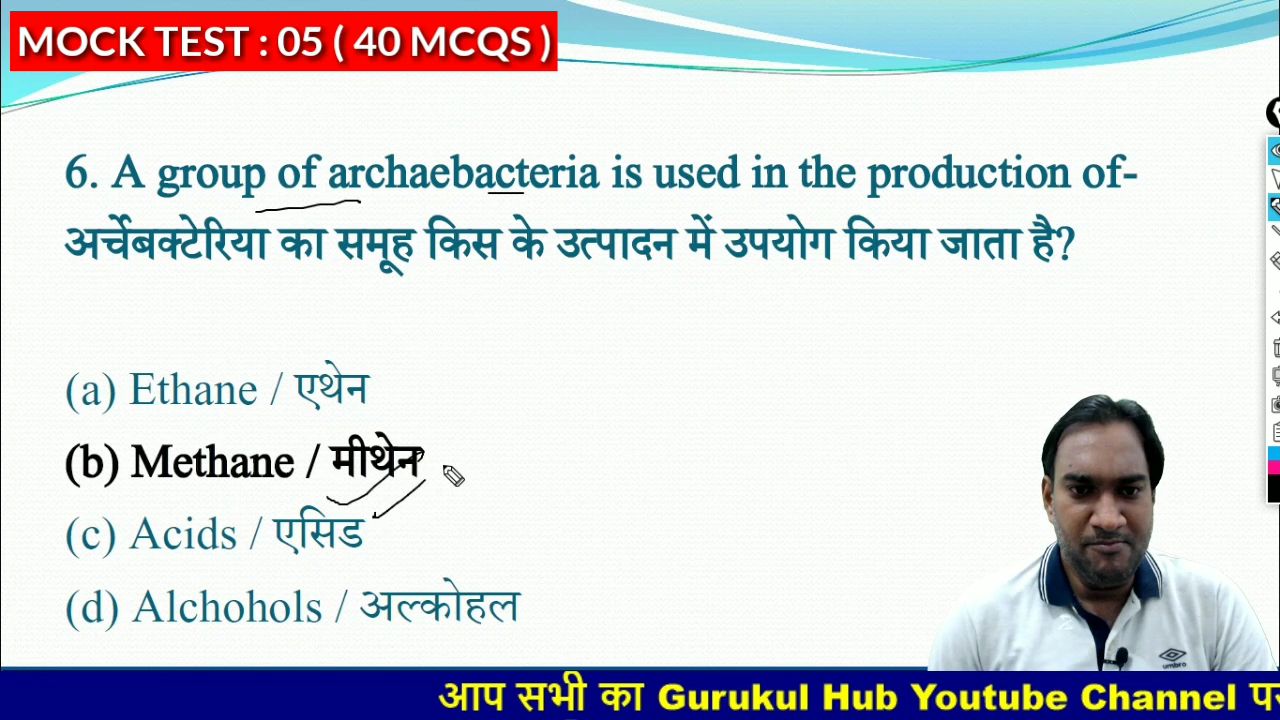 MOCK TEST : 05 ( 40 MCQS )
6. A group of archaebacteria is used in the production of-
अर्चेबक्टेरिया का समूह किस के उत्पादन में उपयोग किया जाता है?
(a) Ethane / एथेन
(b) Methane / मीथेन
(c) Acids / एसिड
(d) Alchohols / अल्कोहल
umbro
आप सभी का Gurukul Hub Youtube Channel